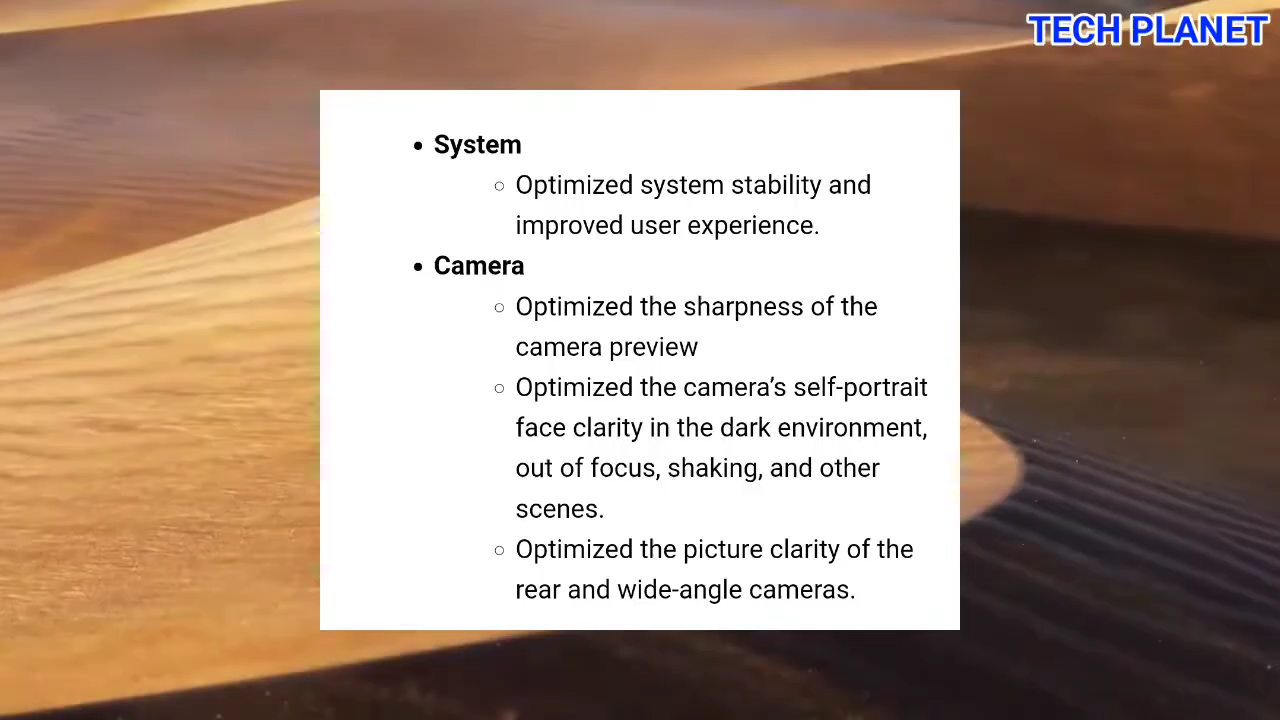 TECH PLANET
• System
○ Optimized system stability and
improved user experience.
• Camera
○ Optimized the sharpness of the
camera preview
○ Optimized the camera’s self-portrait
face clarity in the dark environment,
out of focus, shaking, and other
scenes.
○ Optimized the picture clarity of the
rear and wide-angle cameras.